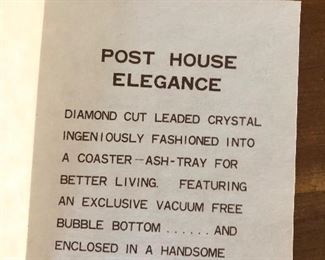 POST HOUSE
ELEGANCE
DIAMOND CUT LEADED CRYSTAL
INGENIOUSLY FASHIONED INTO
A COASTER—ASH-TRAY FOR
BETTER LIVING. FEATURING
AN EXCLUSIVE VACUUM FREE
BUBBLE BOTTOM ...... AND
ENCLOSED IN A HANDSOME